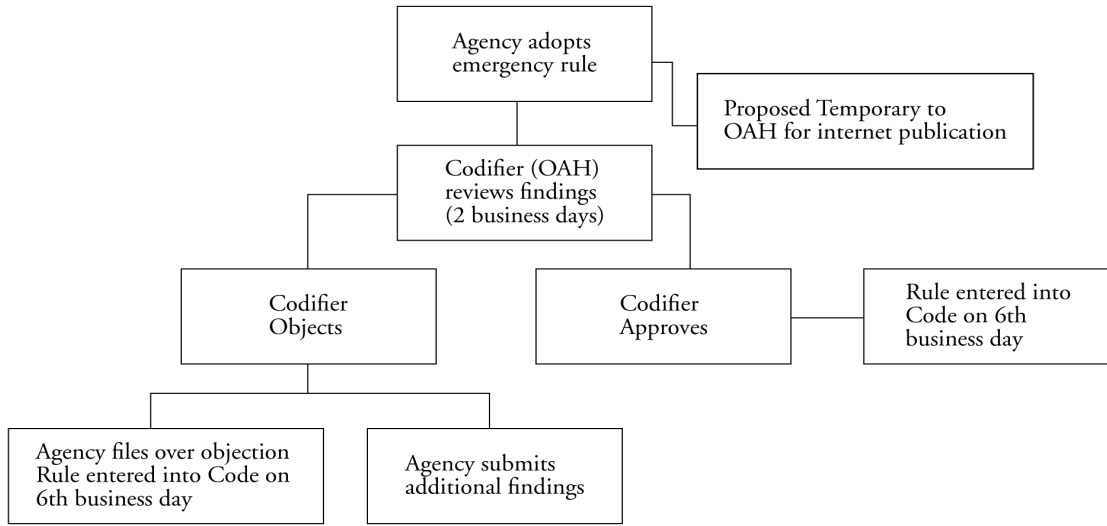 Agency adopts
emergency rule
Proposed Temporary to
OAH for internet publication
Codifier (OAH)
reviews findings
(2 business days)
Codifier
Objects
Codifier
Approves
Rule entered into
Code on 6th
business day
Agency files over objection
Rule entered into Code on
6th business day
Agency submits
additional findings